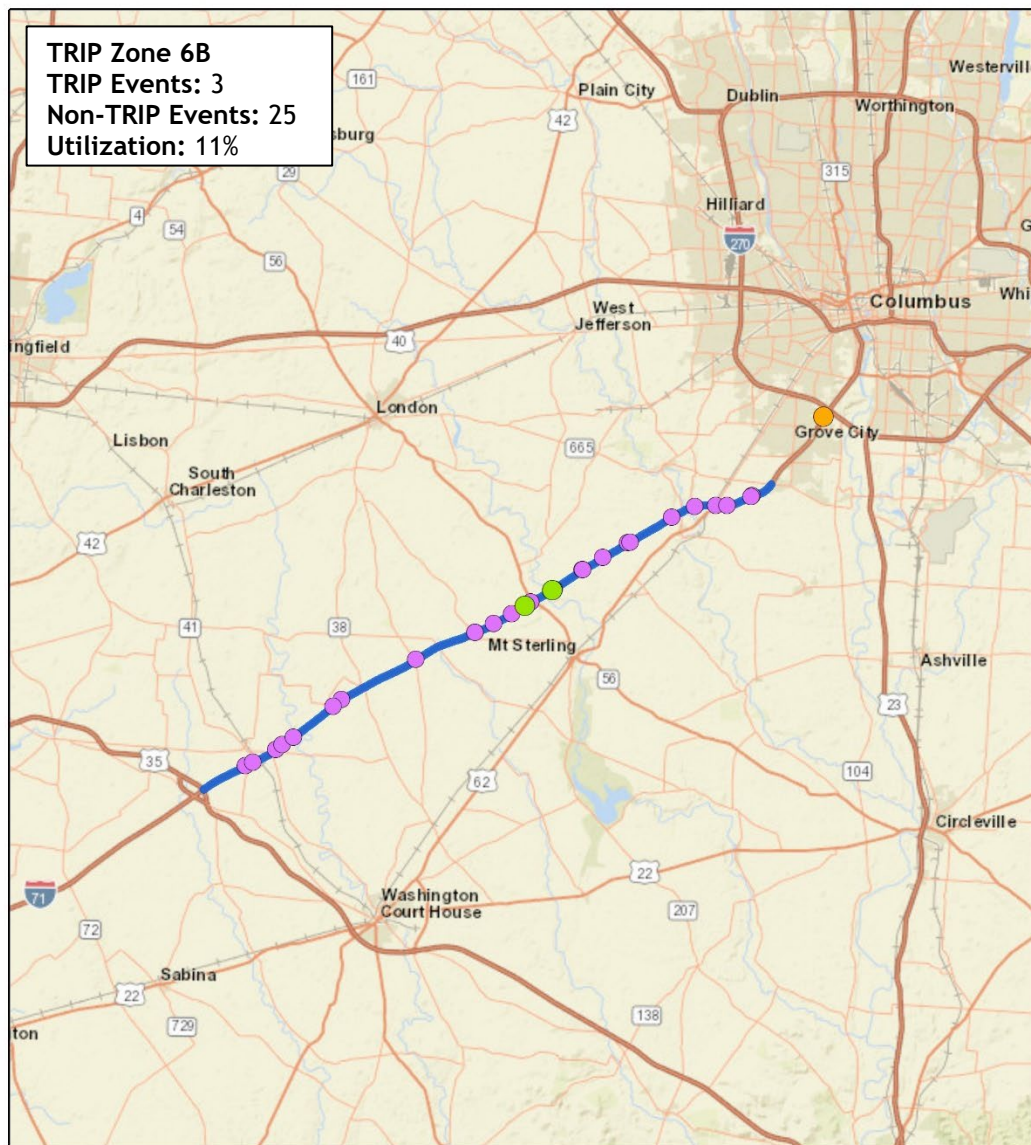 TRIP Zone 6B
TRIP Events: 3
Non-TRIP Events: 25
Utilization: 11%
161
Plain City
Dublin
Westerville
Worthington
42
sburg
29
315
Hilliard
4
54
270
56
Columbus
Whi
West
Jefferson
ingfield
40
London
Grove City
Lisbon
665
South
Charleston
42
41
38
Mt Sterling
Ashville
56
23
35
62
104
Circleville
22
71
Washington
Court House
207
72
Sabina
22
138
729
ton